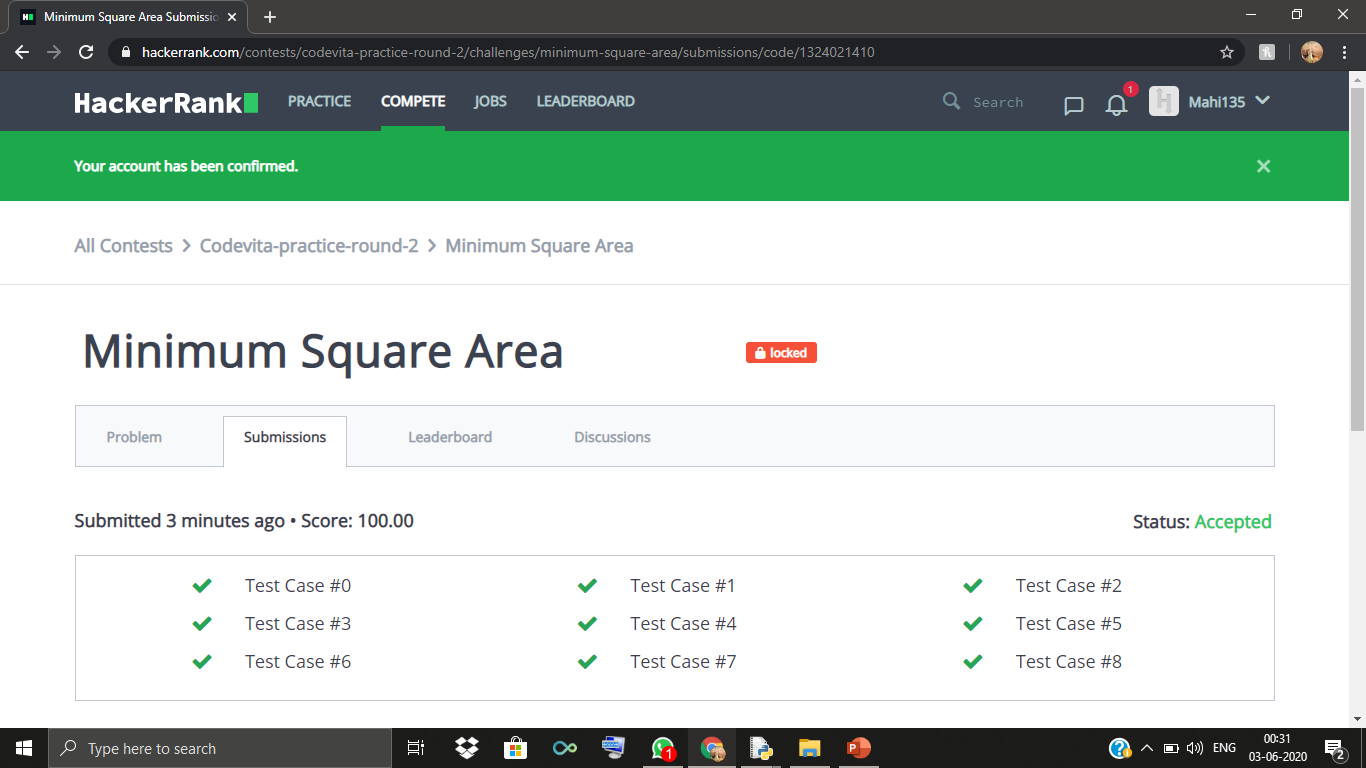 Minimum Square Area Submissio
hackerrank.com/contests/codevita-practice-round-2/challenges/minimum-square-area/submissions/code/1324021410
HackerRank PRACTICE COMPETE JOBS LEADERBOARD Search 1 Mahi135
Your account has been confirmed.
All Contests > Codevita-practice-round-2 > Minimum Square Area
Minimum Square Area locked
Problem Submissions Leaderboard Discussions
Submitted 3 minutes ago • Score: 100.00 Status: Accepted
Test Case #0 Test Case #1 Test Case #2
Test Case #3 Test Case #4 Test Case #5
Test Case #6 Test Case #7 Test Case #8
Type here to search 1 ENG 00:31
03-06-2020 2